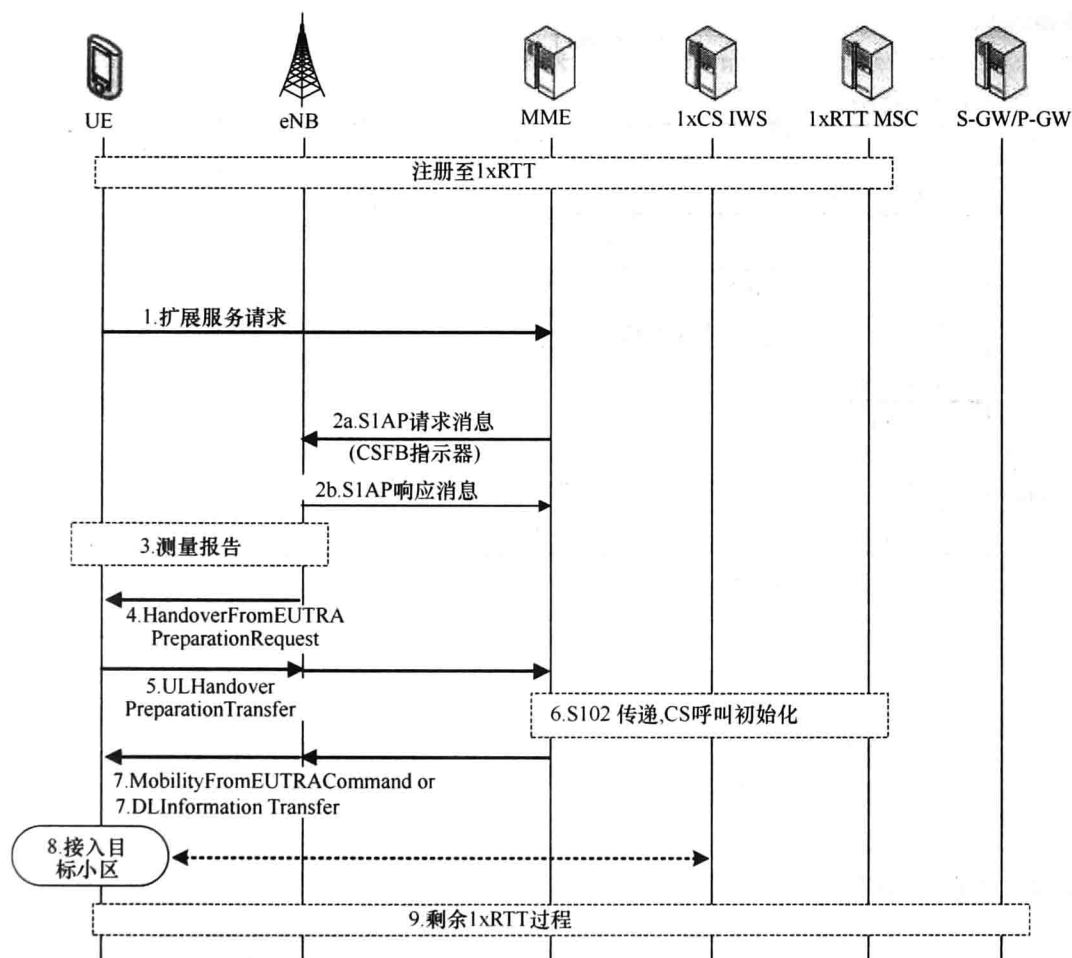 UE
eNB
MME
1xCS IWS
1xRTT MSC
S-GW/P-GW
注册至1xRTT
1.扩展服务请求
2a.S1AP请求消息
(CSFB指示器)
2b.S1AP响应消息
3.测量报告
4.HandoverFromEUTRA
PreparationRequest
5.ULHandover
PreparationTransfer
6.S102 传递,CS呼叫初始化
7.MobilityFromEUTRACommand or
7.DLInformation Transfer
8.接入目
标小区
9.剩余1xRTT过程